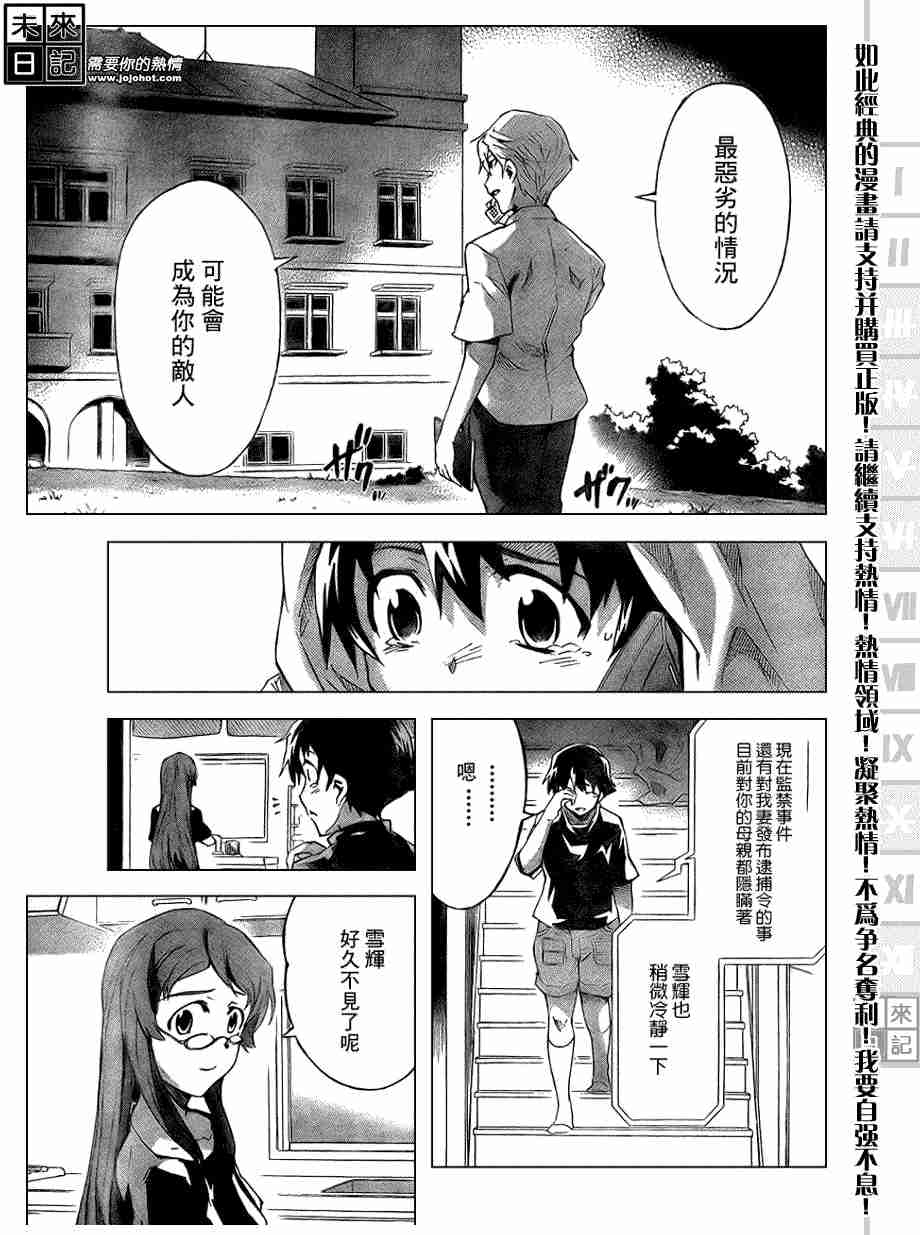 未來
日記
需要你的熱情
www.jojohot.com
最惡劣的情況
可能會
成為你的敵人
ザワ
ザワ
現在監禁事件
還有對我妻發布逮捕令的事
目前對你的母親都隱瞞著
雪輝也
稍微冷靜一下
………
嗯……
雪輝
好久不見了呢
如此經典的漫畫請支持并購買正版！請繼續支持熱情！熱情領域！凝聚熱情！不爲争名奪利！我要自强不息！
I
II
III
IV
V
VI
VII
VIII
IX
X
XI
XII
來
記